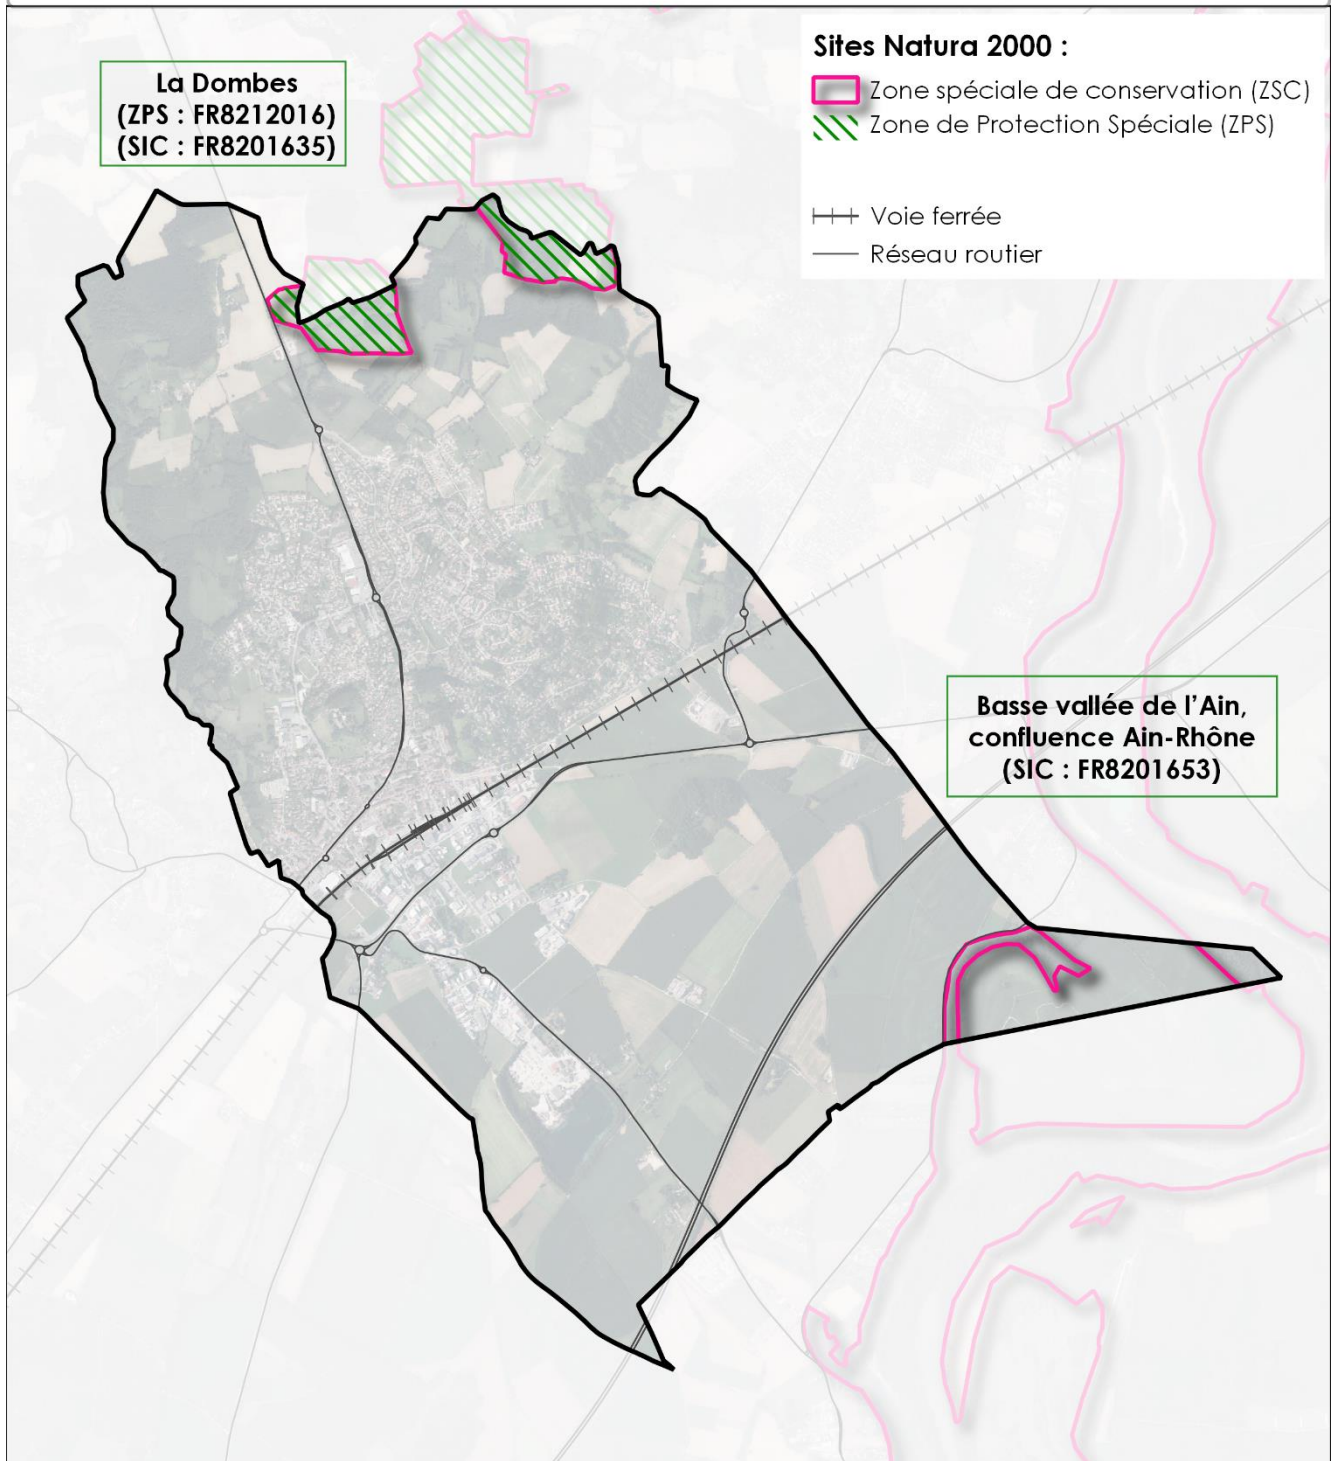 La Dombes
(ZPS : FR8212016)
(SIC : FR8201635)
Sites Natura 2000 :
Zone spéciale de conservation (ZSC)
Zone de Protection Spéciale (ZPS)
Voie ferrée
Réseau routier
Basse vallée de l'Ain,
confluence Ain-Rhône
(SIC : FR8201653)